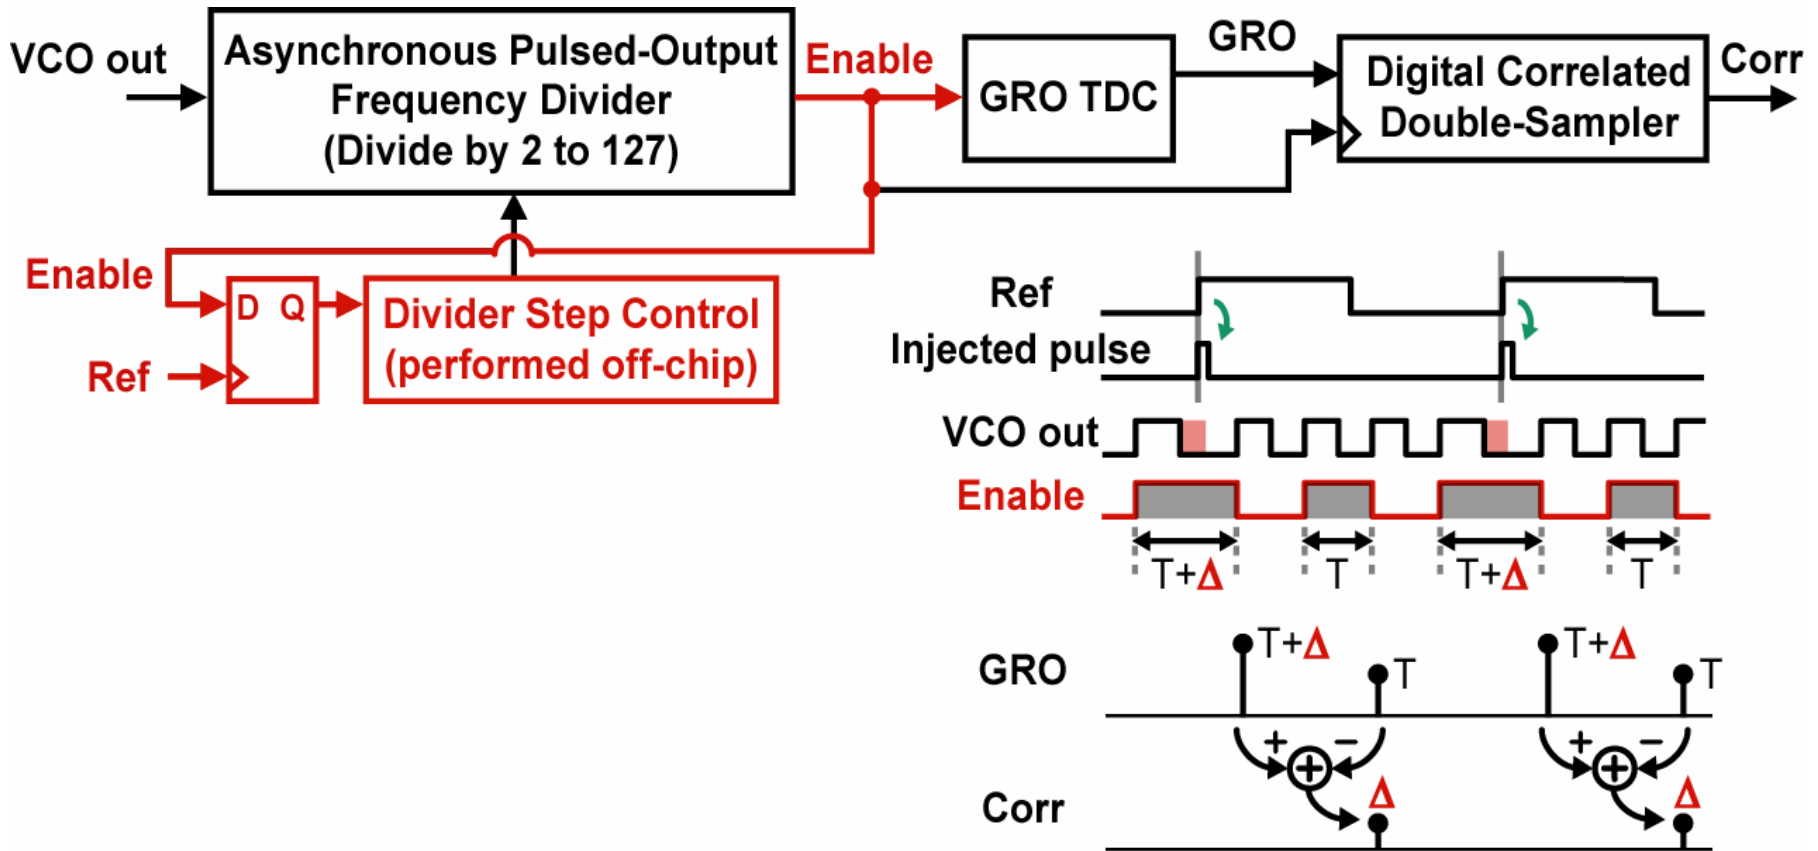 VCO out
Asynchronous Pulsed-Output
Frequency Divider
(Divide by 2 to 127)
Enable
GRO TDC
GRO
Digital Correlated
Double-Sampler
Corr
Enable
D Q
Ref
Divider Step Control
(performed off-chip)
Ref
Injected pulse
VCO out
Enable
T+Δ T T+Δ T
GRO
T+Δ T T+Δ T
+ − + −
+ +
Δ Δ
Corr